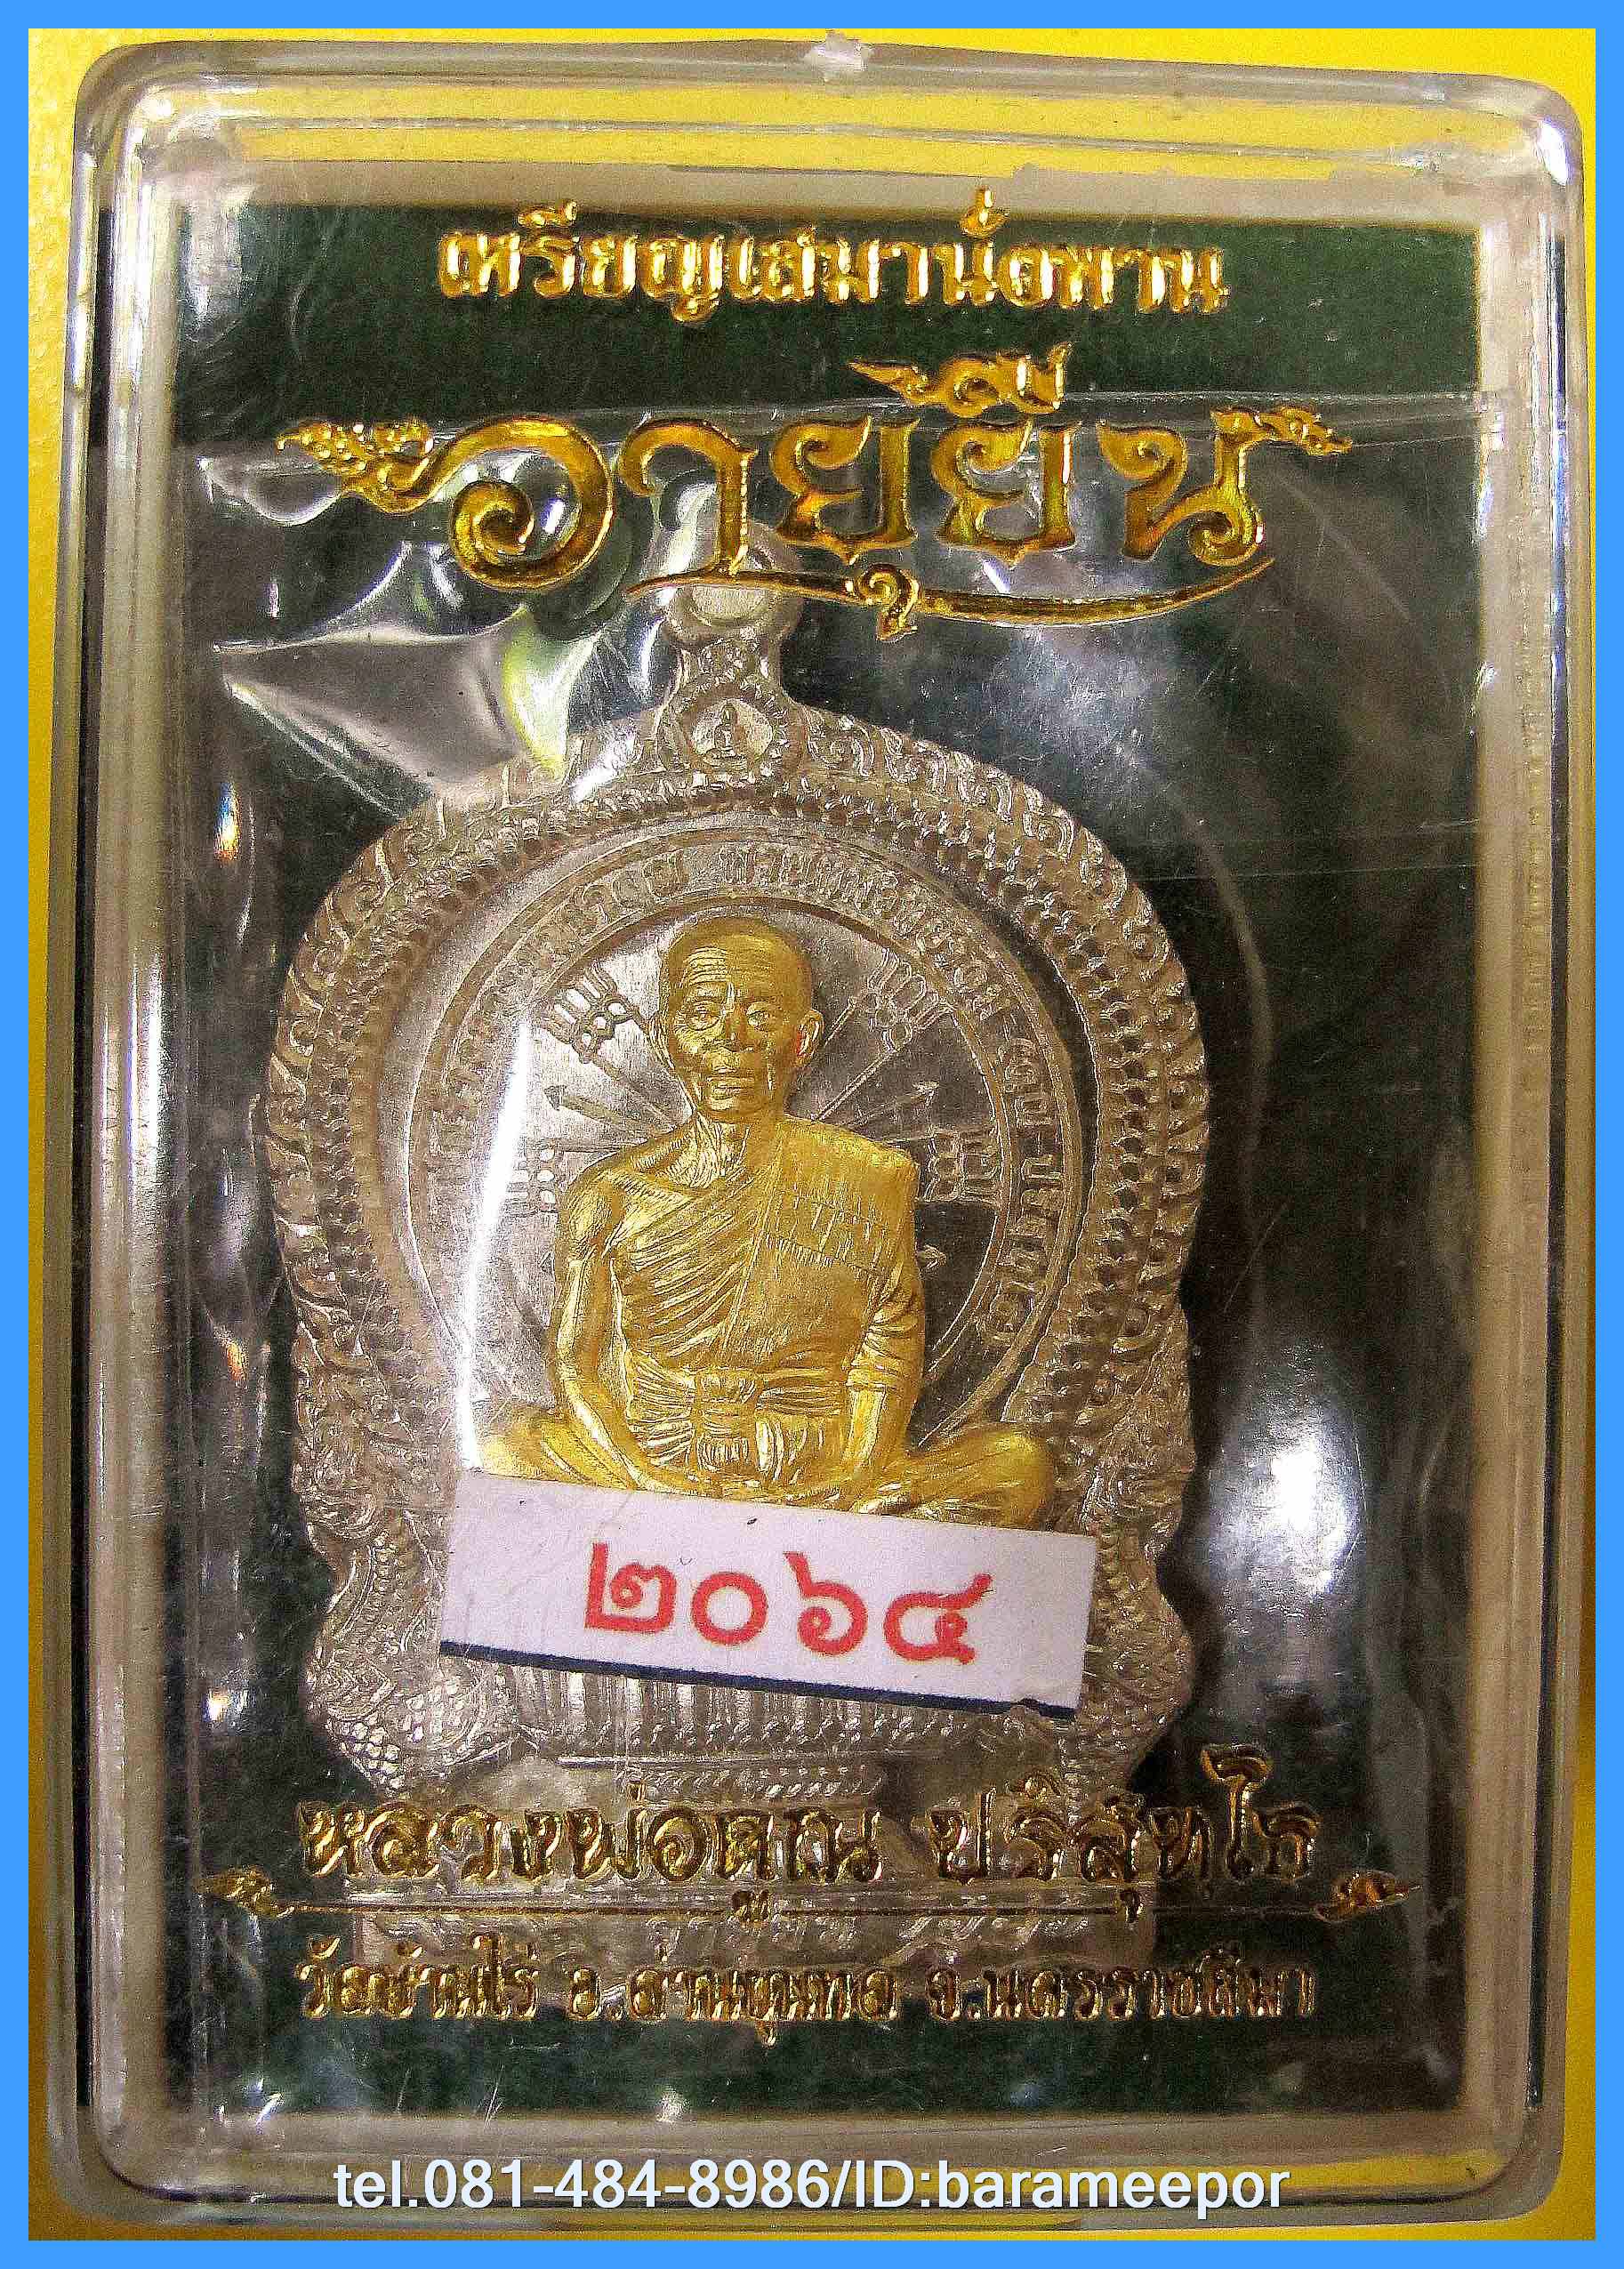 เหรียญเสมานั่งพาน
อายุยืน
๒๐๖๔
หลวงพ่อคูณ ปริสุทฺโธ
วัดบ้านไร่ อ.ด่านขุนทด จ.นครราชสีมา
tel.081-484-8986/ID:barameepor